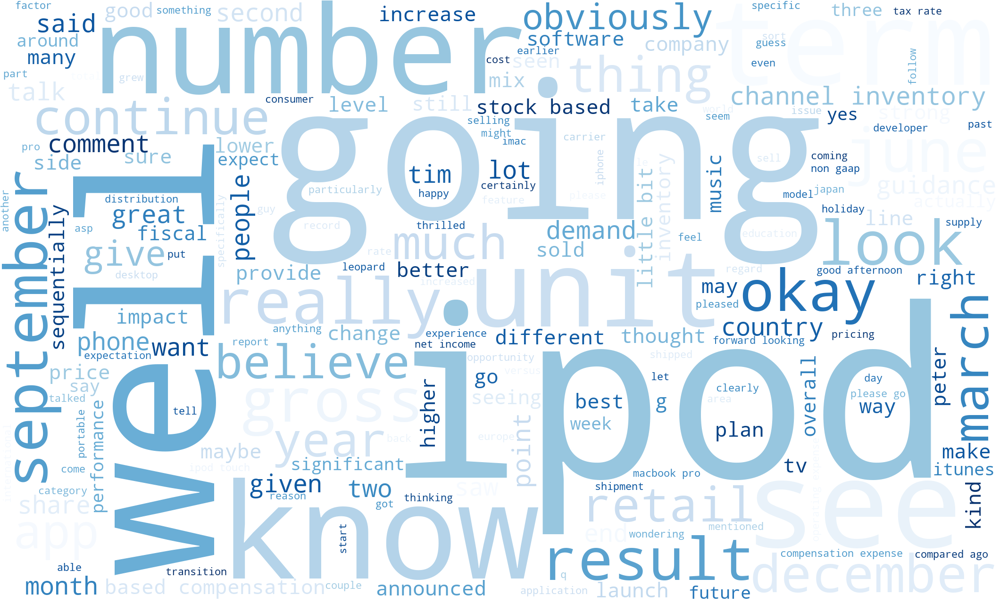 factor
good
something
second
increase
obviously
specific
three
tax rate
said
number
term
around
software
company
sort
guess
many
earlier
cost
seen
thing
even
follow
part
total
grew
mix
talk
continue
consumer
level
still
stock based
take
channel inventory
world
seem
issue
yes
strong
selling
might
imac
carrier
developer
past
pro
comment
lower
going
june
side
sure
expect
tim
lot
iphone
le
sell
coming
non gaap
september
well
people
particularly
happy
certainly
feature
please
little bit
inventory
music
model
japan
guidance
actually
another
sequentially
distribution
great
specifically
guy
holiday
line
asp
fiscal
record
thrilled
much
demand
feel
education
look
supply
give
put
rate
sold
desktop
provide
leopard
better
increased
unit
regard
good afternoon
right
really
may
okay
impact
pleased
march
phone
want
anything
change
experience
net income
different
thought
country
forward looking
pricing
expectation
report
believe
ipod
opportunity
shipped
versus
overall
peter
price
say
go
let
day
talked
gross
higher
seeing
best
g
clearly
area
please go
way
tell
portable
performance
year
back
europe
point
week
plan
international
maybe
ipod touch
significant
tv
make
come
macbook pro
itunes
operating expense
category
given
two
saw
shipment
reason
got
thinking
share
know
retail
see
kind
app
start
end
mentioned
wondering
result
compensation expense
compared ago
able
transition
q
december
month
based compensation
couple
announced
application
launch
future